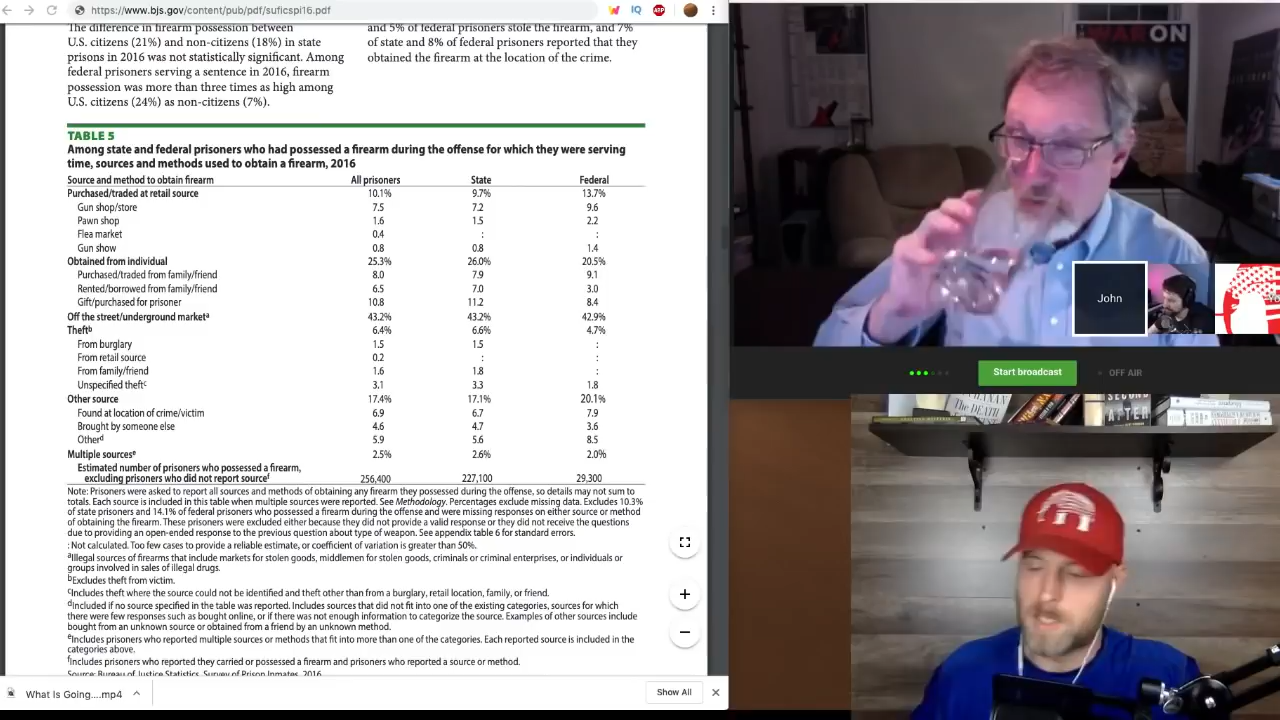 https://www.bjs.gov/content/pub/pdf/suficspi16.pdf
The difference in firearm possession between
U.S. citizens (21%) and non-citizens (18%) in state
prisons in 2016 was not statistically significant. Among
federal prisoners serving a sentence in 2016, firearm
possession was more than three times as high among
U.S. citizens (24%) as non-citizens (7%).
and 5% of federal prisoners stole the firearm, and 7%
of state and 8% of federal prisoners reported that they
obtained the firearm at the location of the crime.
TABLE 5
Among state and federal prisoners who had possessed a firearm during the offense for which they were serving
time, sources and methods used to obtain a firearm, 2016
Source and method to obtain firearm All prisoners State Federal
Purchased/traded at retail source 10.1% 9.7% 13.7%
Gun shop/store 7.5 7.2 9.6
Pawn shop 1.6 1.5 2.2
Flea market 0.4 : :
Gun show 0.8 0.8 1.4
Obtained from individual 25.3% 26.0% 20.5%
Purchased/traded from family/friend 8.0 7.9 9.1
Rented/borrowed from family/friend 6.5 7.0 3.0
Gift/purchased for prisoner 10.8 11.2 8.4
Off the street/underground marketa 43.2% 43.2% 42.9%
Theftb 6.4% 6.6% 4.7%
From burglary 1.5 1.5 :
From retail source 0.2 : :
From family/friend 1.6 1.8 :
Unspecified theftc 3.1 3.3 1.8
Other source 17.4% 17.1% 20.1%
Found at location of crime/victim 6.9 6.7 7.9
Brought by someone else 4.6 4.7 3.6
Otherd 5.9 5.6 8.5
Multiple sourcese 2.5% 2.6% 2.0%
Estimated number of prisoners who possessed a firearm,
excluding prisoners who did not report sourcef 256,400 227,100 29,300
Note: Prisoners were asked to report all sources and methods of obtaining any firearm they possessed during the offense, so details may not sum to
totals. Each source is included in this table when multiple sources were reported. See Methodology. Percentages exclude missing data. Excludes 10.3%
of state prisoners and 14.1% of federal prisoners who possessed a firearm during the offense and were missing responses on either source or method
of obtaining the firearm. These prisoners were excluded either because they did not provide a valid response or they did not receive the questions
due to providing an open-ended response to the previous question about type of weapon. See appendix table 6 for standard errors.
: Not calculated. Too few cases to provide a reliable estimate, or coefficient of variation is greater than 50%.
aIllegal sources of firearms that include markets for stolen goods, middlemen for stolen goods, criminals or criminal enterprises, or individuals or
groups involved in sales of illegal drugs.
bExcludes theft from victim.
cIncludes theft where the source could not be identified and theft other than from a burglary, retail location, family, or friend.
dIncluded if no source specified in the table was reported. Includes sources that did not fit into one of the existing categories, sources for which
there were few responses such as bought online, or if there was not enough information to categorize the source. Examples of other sources include
bought from an unknown source or obtained from a friend by an unknown method.
eIncludes prisoners who reported multiple sources or methods that fit into more than one of the categories. Each reported source is included in the
categories above.
fIncludes prisoners who reported they carried or possessed a firearm and prisoners who reported a source or method.
Source: Bureau of Justice Statistics, Survey of Prison Inmates, 2016.
What Is Going....mp4
Show All
WAR ON
John
Start broadcast
OFF AIR
the DEATH
SECOND
AFTER